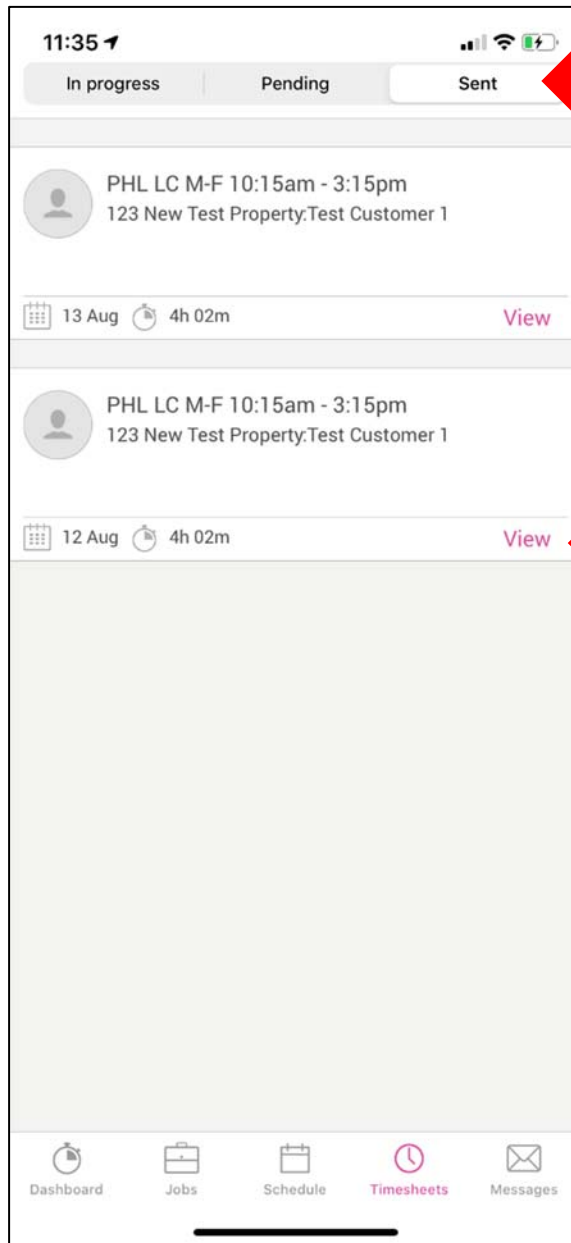 11:35
In progress Pending Sent
PHL LC M-F 10:15am - 3:15pm
123 New Test Property:Test Customer 1
13 Aug 4h 02m View
PHL LC M-F 10:15am - 3:15pm
123 New Test Property:Test Customer 1
12 Aug 4h 02m View
Dashboard Jobs Schedule Timesheets Messages